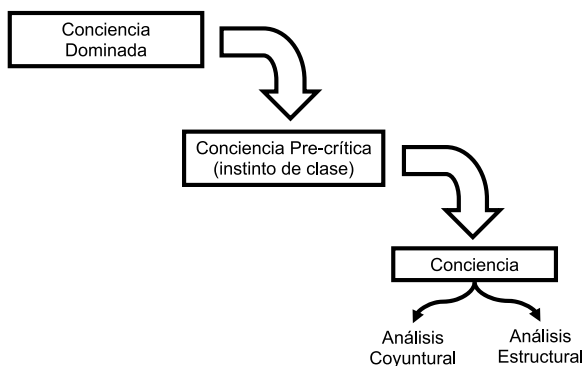 Conciencia
Dominada
Conciencia Pre-crítica
(instinto de clase)
Conciencia
Análisis
Coyuntural
Análisis
Estructural